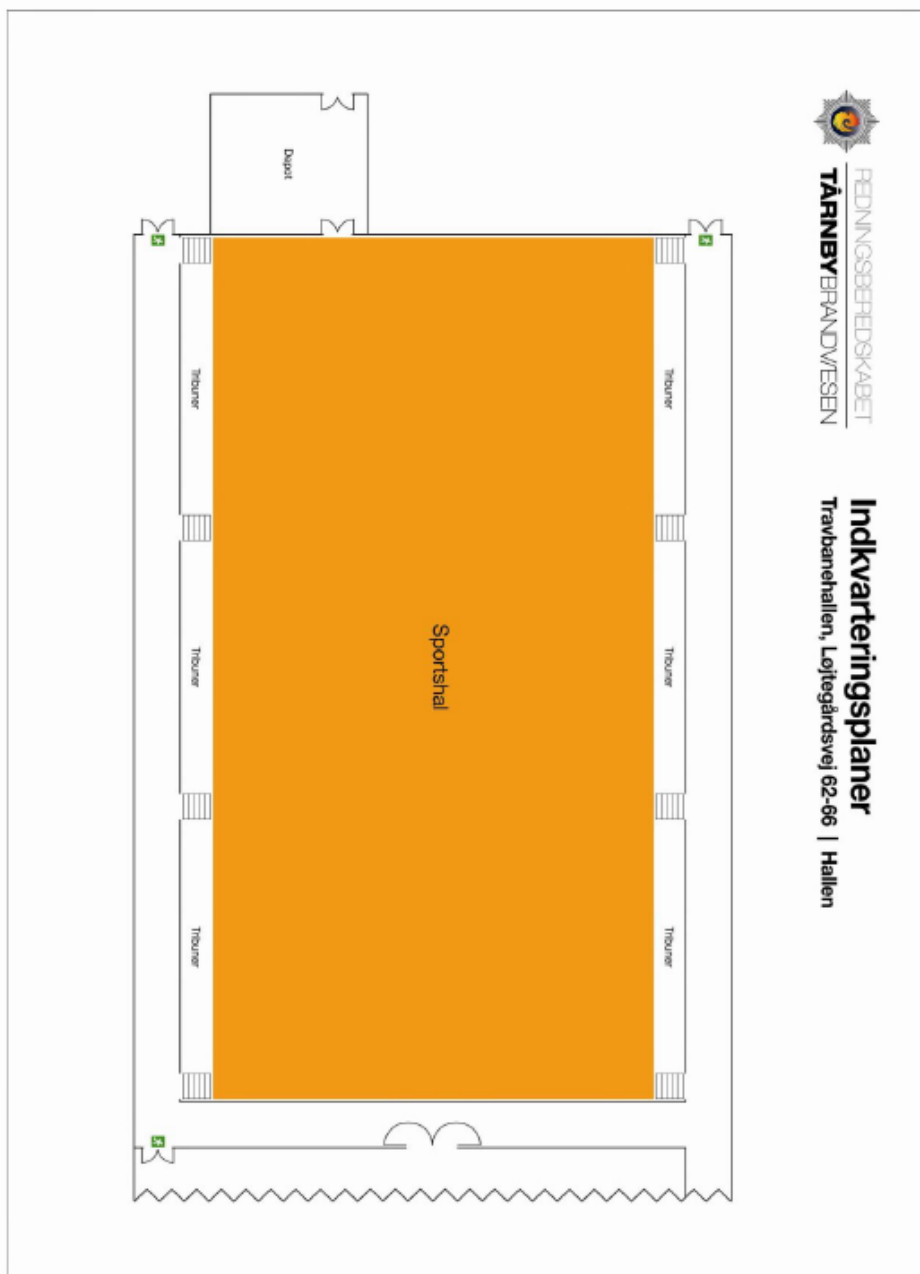 REDNINGSBEREDSKABET
TÅRNBYBRANDVÆSEN
Indkvarteringsplaner
Travbanehallen, Løjtegårdsvej 62-66 | Hallen
Depot
Tribuner
Tribuner
Tribuner
Sportshal
Tribuner
Tribuner
Tribuner